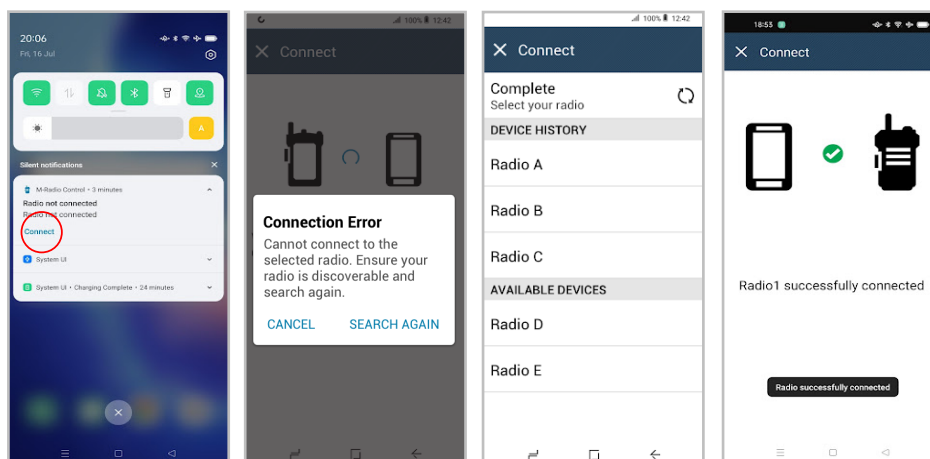 20:06
Fri, 16 Jul
A
Silent notifications
M-Radio Control • 3 minutes
Radio not connected
Radio not connected
Connect
System UI
System UI • Charging Complete • 24 minutes
100% 12:42
Connect
Connection Error
Cannot connect to the
selected radio. Ensure your
radio is discoverable and
search again.
CANCEL SEARCH AGAIN
100% 12:42
Connect
Complete
Select your radio
DEVICE HISTORY
Radio A
Radio B
Radio C
AVAILABLE DEVICES
Radio D
Radio E
18:53
Connect
Radio1 successfully connected
Radio successfully connected